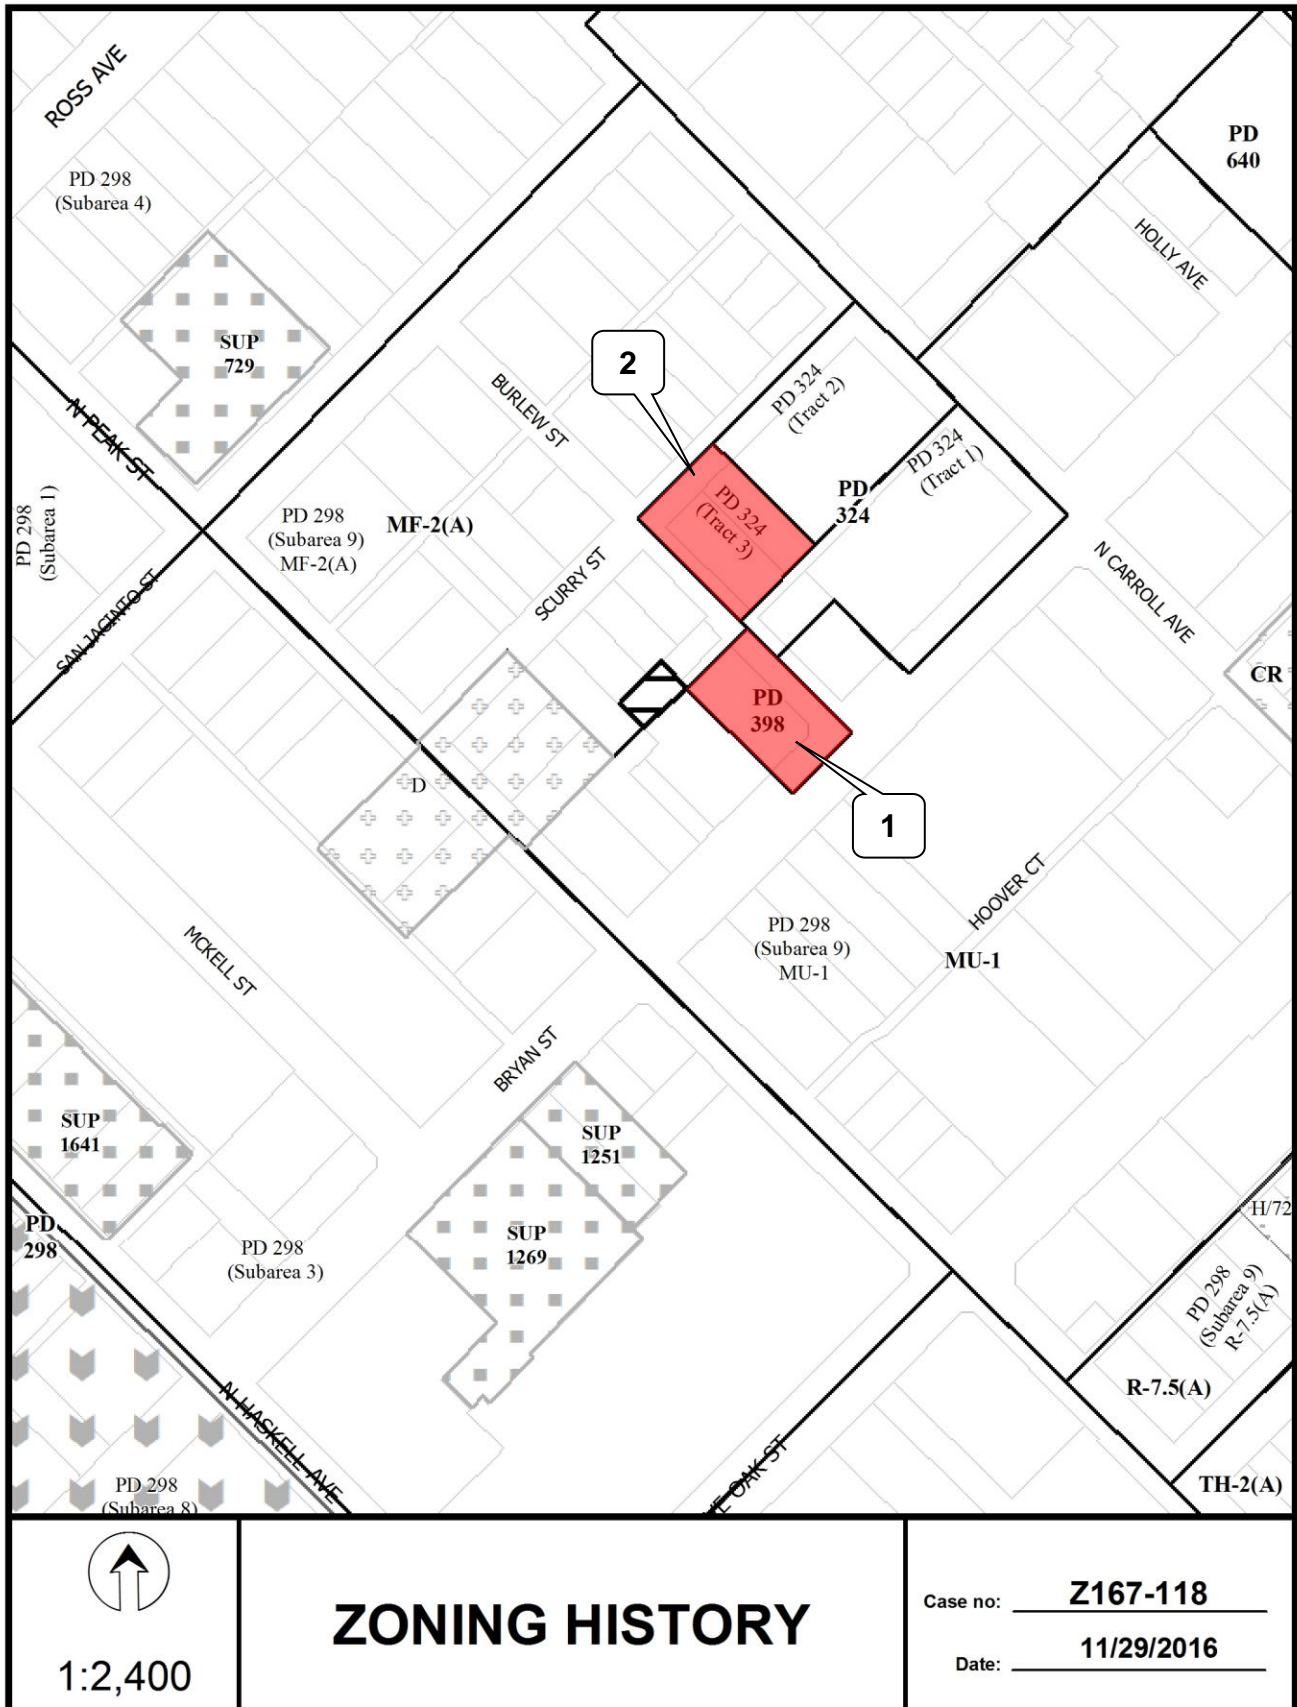 ROSS AVE
PD 298
(Subarea 4)
PD
640
HOLLY AVE
SUP
729
2
PD 324
(Tract 2)
BURLEW ST
N PEAK ST
PD 324
(Tract 1)
PD
324
PD 324
(Tract 3)
PD 298
(Subarea 1)
PD 298
(Subarea 9)
MF-2(A)
MF-2(A)
SCURRY ST
N CARROLL AVE
SAN JACINTO ST
CR
PD
398
D
1
HOOVER CT
PD 298
(Subarea 9)
MU-1
MU-1
MCKELL ST
BRYAN ST
SUP
1641
SUP
1251
SUP
1269
H/72
PD
298
PD 298
(Subarea 3)
PD 298
(Subarea 9)
R-7.5(A)
R-7.5(A)
N HASKELL AVE
VE OAK ST
TH-2(A)
PD 298
(Subarea 8)
1:2,400
ZONING HISTORY
Case no: Z167-118
Date: 11/29/2016